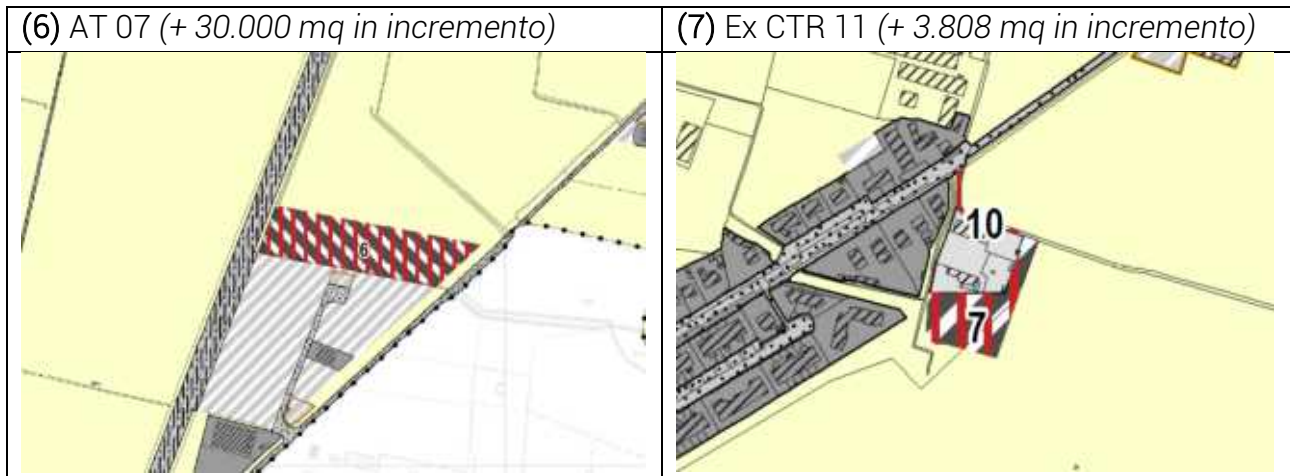 (6) AT 07 (+ 30.000 mq in incremento)
(7) Ex CTR 11 (+ 3.808 mq in incremento)
6
10
7